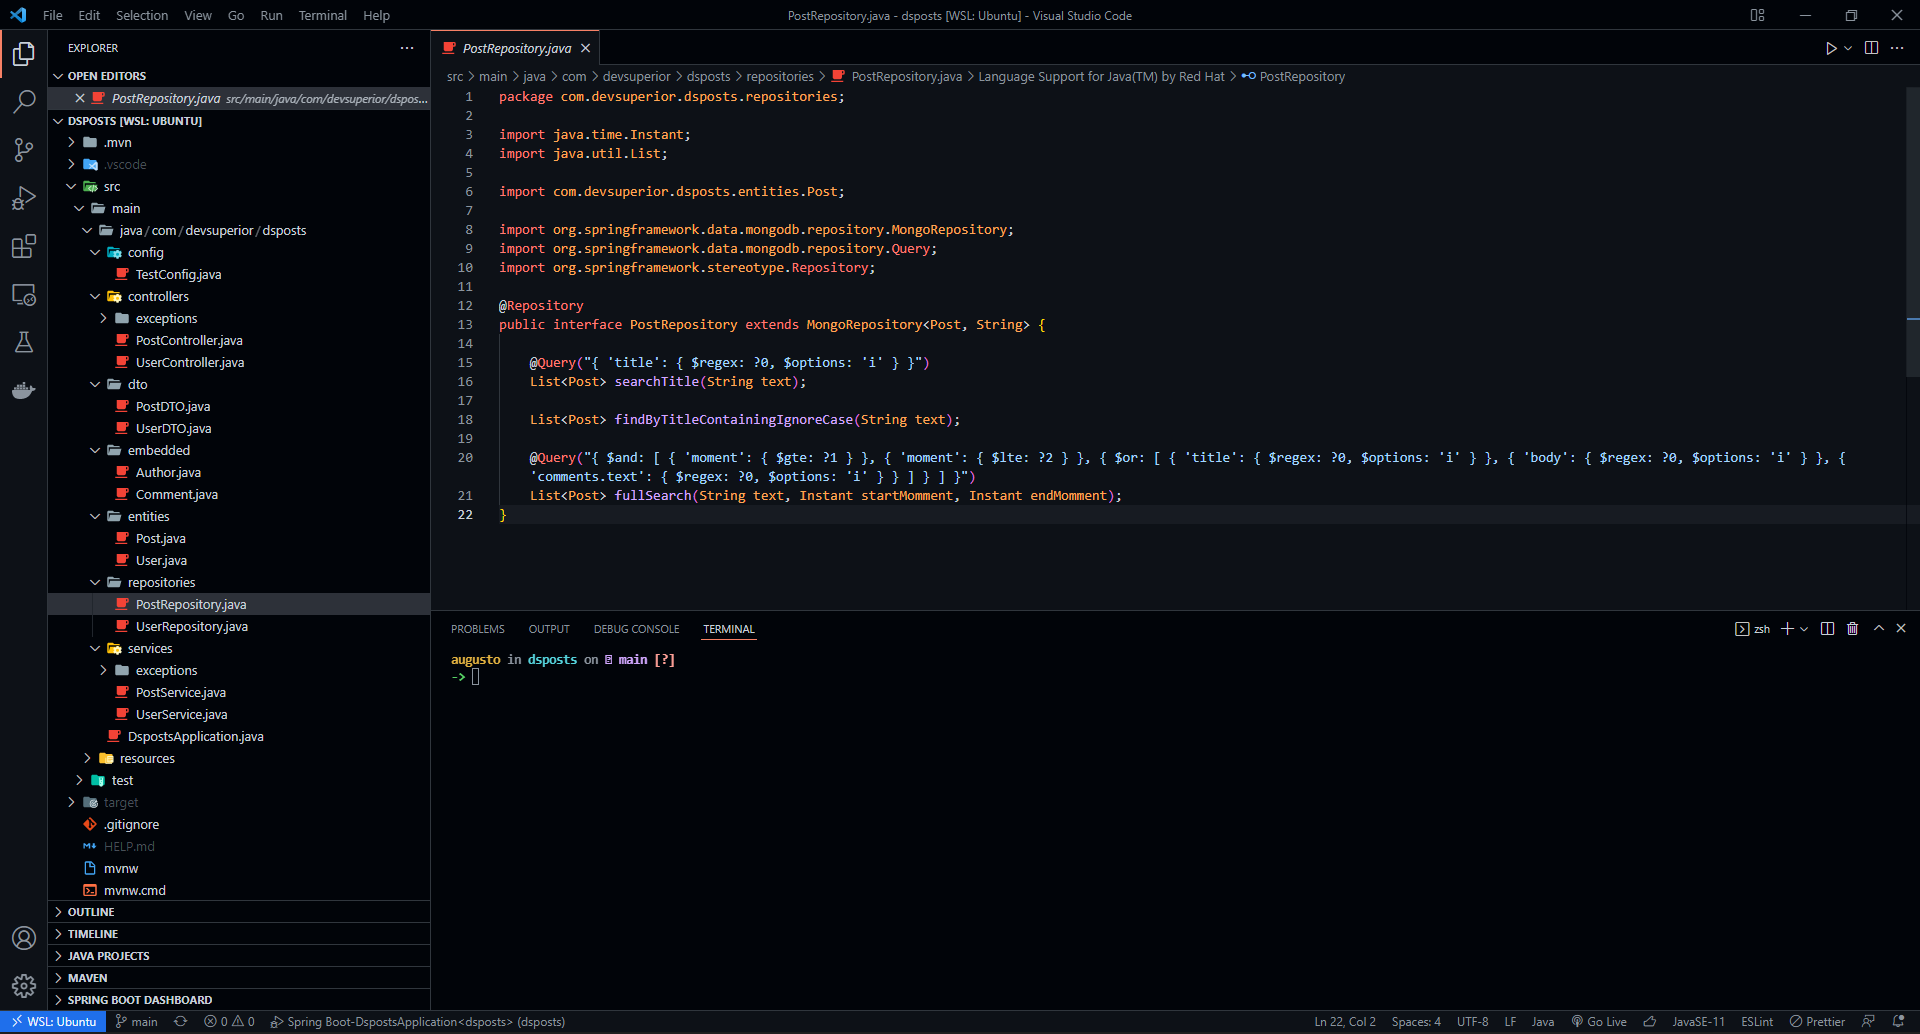 File Edit Selection View Go Run Terminal Help
PostRepository.java - dsposts [WSL: Ubuntu] - Visual Studio Code
EXPLORER
OPEN EDITORS
PostRepository.java src/main/java/com/devsuperior/dspos...
DSPOSTS [WSL: UBUNTU]
.mvn
.vscode
src
main
java/com/devsuperior/dsposts
config
TestConfig.java
controllers
exceptions
PostController.java
UserController.java
dto
PostDTO.java
UserDTO.java
embedded
Author.java
Comment.java
entities
Post.java
User.java
repositories
PostRepository.java
UserRepository.java
services
exceptions
PostService.java
UserService.java
DspostsApplication.java
resources
test
target
.gitignore
HELP.md
mvnw
mvnw.cmd
OUTLINE
TIMELINE
JAVA PROJECTS
MAVEN
SPRING BOOT DASHBOARD
PostRepository.java
src > main > java > com > devsuperior > dsposts > repositories > PostRepository.java > Language Support for Java(TM) by Red Hat > PostRepository
1 package com.devsuperior.dsposts.repositories;
2
3 import java.time.Instant;
4 import java.util.List;
5
6 import com.devsuperior.dsposts.entities.Post;
7
8 import org.springframework.data.mongodb.repository.MongoRepository;
9 import org.springframework.data.mongodb.repository.Query;
10 import org.springframework.stereotype.Repository;
11
12 @Repository
13 public interface PostRepository extends MongoRepository<Post, String> {
14
15 @Query("{ 'title': { $regex: ?0, $options: 'i' } }")
16 List<Post> searchTitle(String text);
17
18 List<Post> findByTitleContainingIgnoreCase(String text);
19
20 @Query("{ $and: [ { 'moment': { $gte: ?1 } }, { 'moment': { $lte: ?2 } }, { $or: [ { 'title': { $regex: ?0, $options: 'i' } }, { 'body': { $regex: ?0, $options: 'i' } }, {
'comments.text': { $regex: ?0, $options: 'i' } } ] } ] }")
21 List<Post> fullSearch(String text, Instant startMomment, Instant endMomment);
22 }
PROBLEMS OUTPUT DEBUG CONSOLE TERMINAL
zsh
augusto in dsposts on main [?]
->
WSL: Ubuntu main 0 0 Spring Boot-DspostsApplication<dsposts> (dsposts)
Ln 22, Col 2 Spaces: 4 UTF-8 LF Java Go Live JavaSE-11 ESLint Prettier